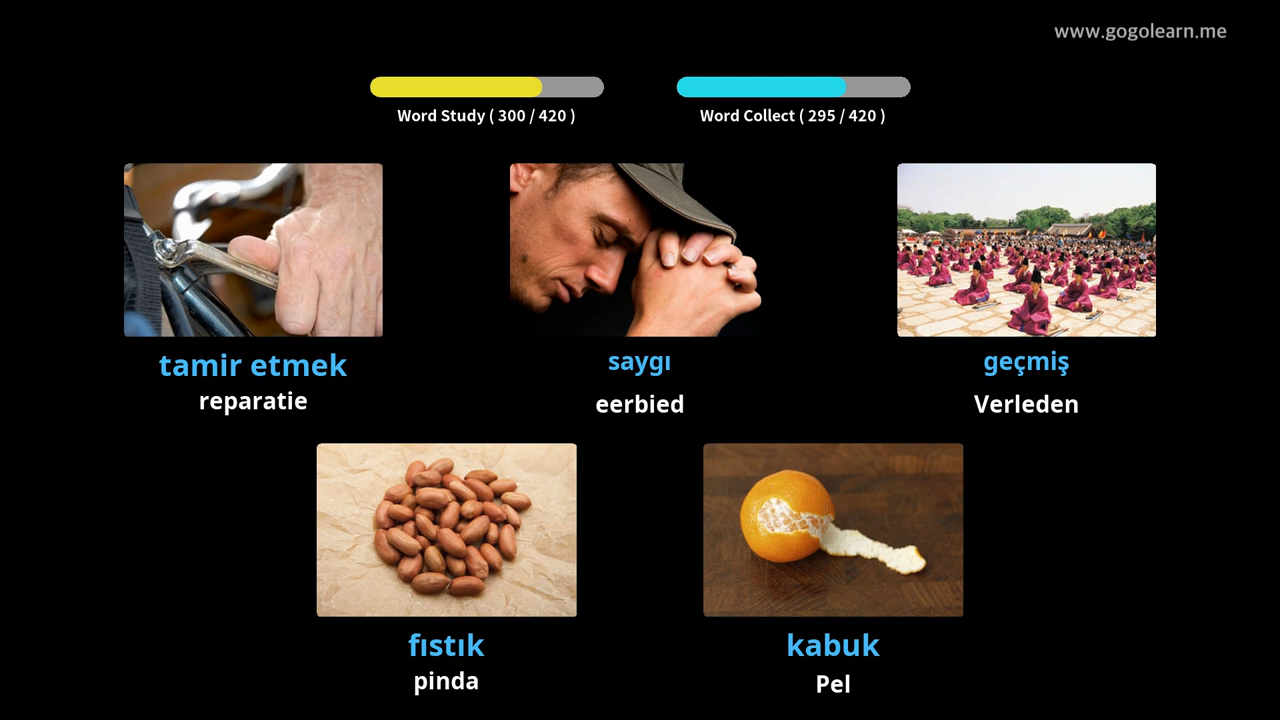 www.gogolearn.me
Word Study ( 300 / 420 )
Word Collect ( 295 / 420 )
tamir etmek
reparatie
saygı
eerbied
geçmiş
Verleden
fıstık
pinda
kabuk
Pel